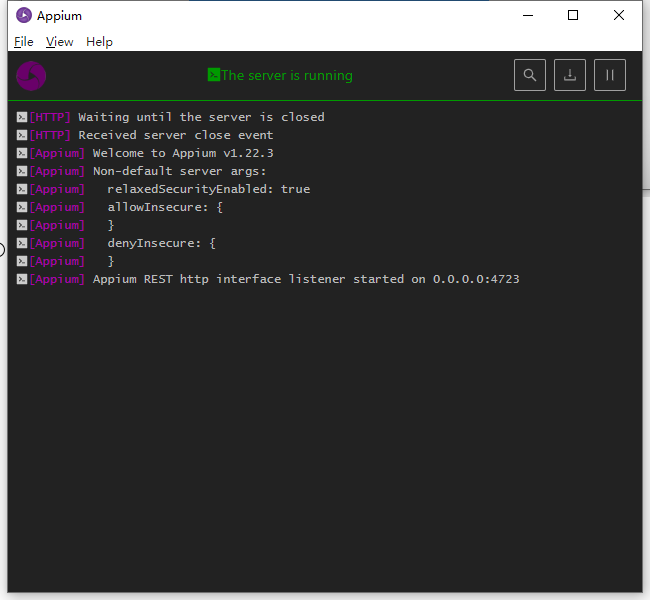 Appium
File View Help
The server is running
[HTTP] Waiting until the server is closed
[HTTP] Received server close event
[Appium] Welcome to Appium v1.22.3
[Appium] Non-default server args:
[Appium]   relaxedSecurityEnabled: true
[Appium]   allowInsecure: {
[Appium]   }
[Appium]   denyInsecure: {
[Appium]   }
[Appium] Appium REST http interface listener started on 0.0.0.0:4723